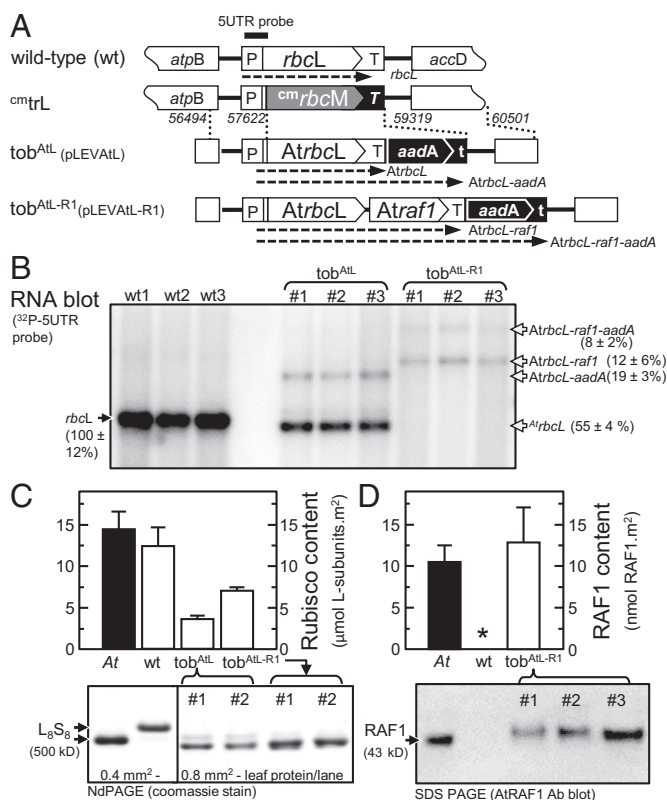 A
5UTR probe
wild-type (wt)
atpB
P
rbcL
T
accD
rbcL
cmtrL
atpB
P
cmrbcM
T
56494
57622
59319
60501
tobAtL (pLEVAtL)
P
AtrbcL
T
aadA
t
AtrbcL
AtrbcL-aadA
tobAtL-R1(pLEVAtL-R1)
P
AtrbcL
Atraf1
T
aadA
t
AtrbcL-raf1
AtrbcL-raf1-aadA
B
RNA blot
(32P-5UTR
probe)
wt1 wt2 wt3
tobAtL
#1 #2 #3
tobAtL-R1
#1 #2 #3
rbcL
(100 ±
12%)
AtrbcL-raf1-aadA
(8 ± 2%)
AtrbcL-raf1 (12 ± 6%)
AtrbcL-aadA (19 ± 3%)
AtrbcL (55 ± 4 %)
C
15
10
5
0
15
10
5
0
Rubisco content
(µmol L-subunits.m2)
At wt tobAtL tobAtL-R1
#1 #2 #1 #2
L8S8
(500 kD)
0.4 mm2 -
0.8 mm2 - leaf protein/lane
NdPAGE (coomassie stain)
D
15
10
5
0
15
10
5
0
RAF1 content
(nmol RAF1.m2)
*
At wt tobAtL-R1
#1 #2 #3
RAF1
(43 kD)
SDS PAGE (AtRAF1 Ab blot)